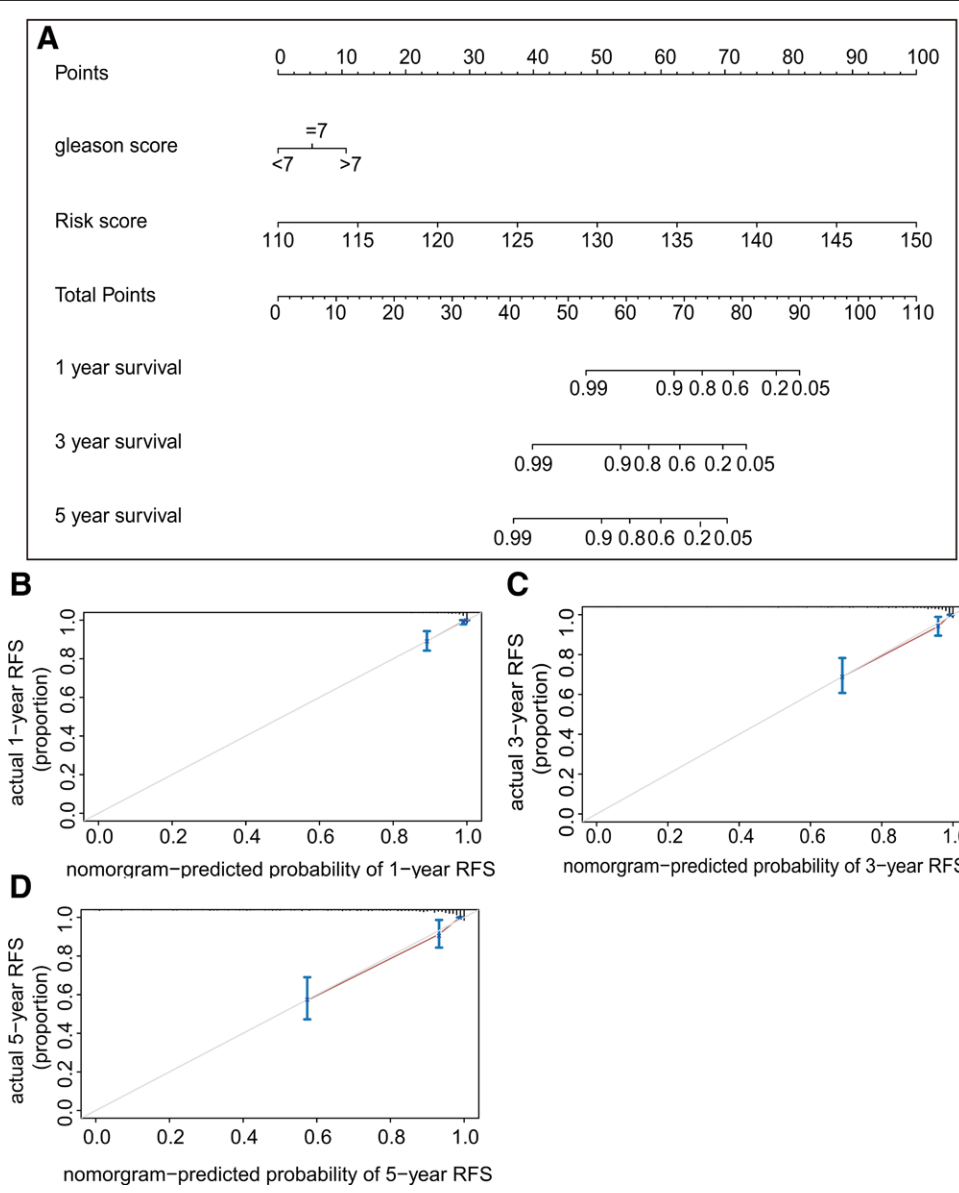 A
Points
0 10 20 30 40 50 60 70 80 90 100
gleason score
=7
<7 >7
Risk score
110 115 120 125 130 135 140 145 150
Total Points
0 10 20 30 40 50 60 70 80 90 100 110
1 year survival
0.99 0.9 0.8 0.6 0.2 0.05
3 year survival
0.99 0.9 0.8 0.6 0.2 0.05
5 year survival
0.99 0.9 0.8 0.6 0.2 0.05
B
actual 1−year RFS
(proportion)
0.0 0.2 0.4 0.6 0.8 1.0
0.0 0.2 0.4 0.6 0.8 1.0
nomorgram−predicted probability of 1−year RFS
C
actual 3−year RFS
(proportion)
0.0 0.2 0.4 0.6 0.8 1.0
0.0 0.2 0.4 0.6 0.8 1.0
nomorgram−predicted probability of 3−year RFS
D
actual 5−year RFS
(proportion)
0.0 0.2 0.4 0.6 0.8 1.0
0.0 0.2 0.4 0.6 0.8 1.0
nomorgram−predicted probability of 5−year RFS